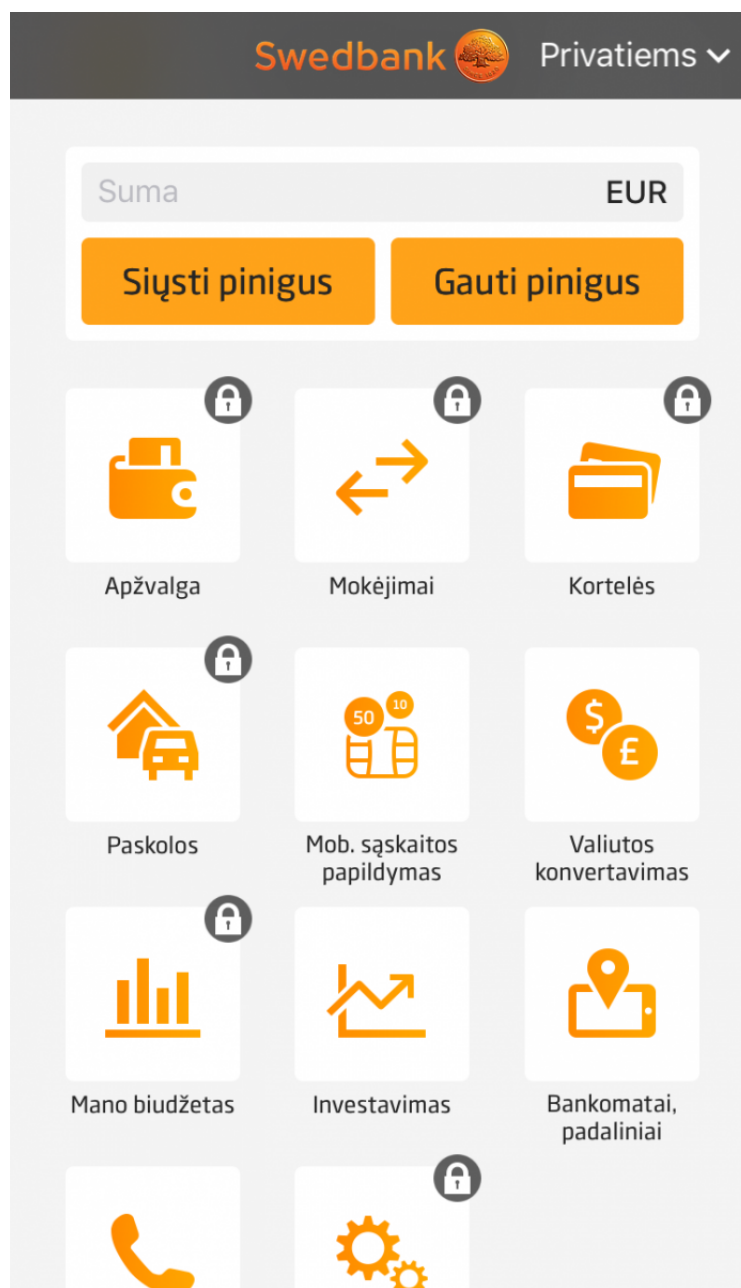 Swedbank Privatiems
Suma EUR
Siųsti pinigus Gauti pinigus
Apžvalga Mokėjimai Kortelės
50 10
$
£
Paskolos Mob. sąskaitos Valiutos
papildymas konvertavimas
Mano biudžetas Investavimas Bankomatai,
padaliniai